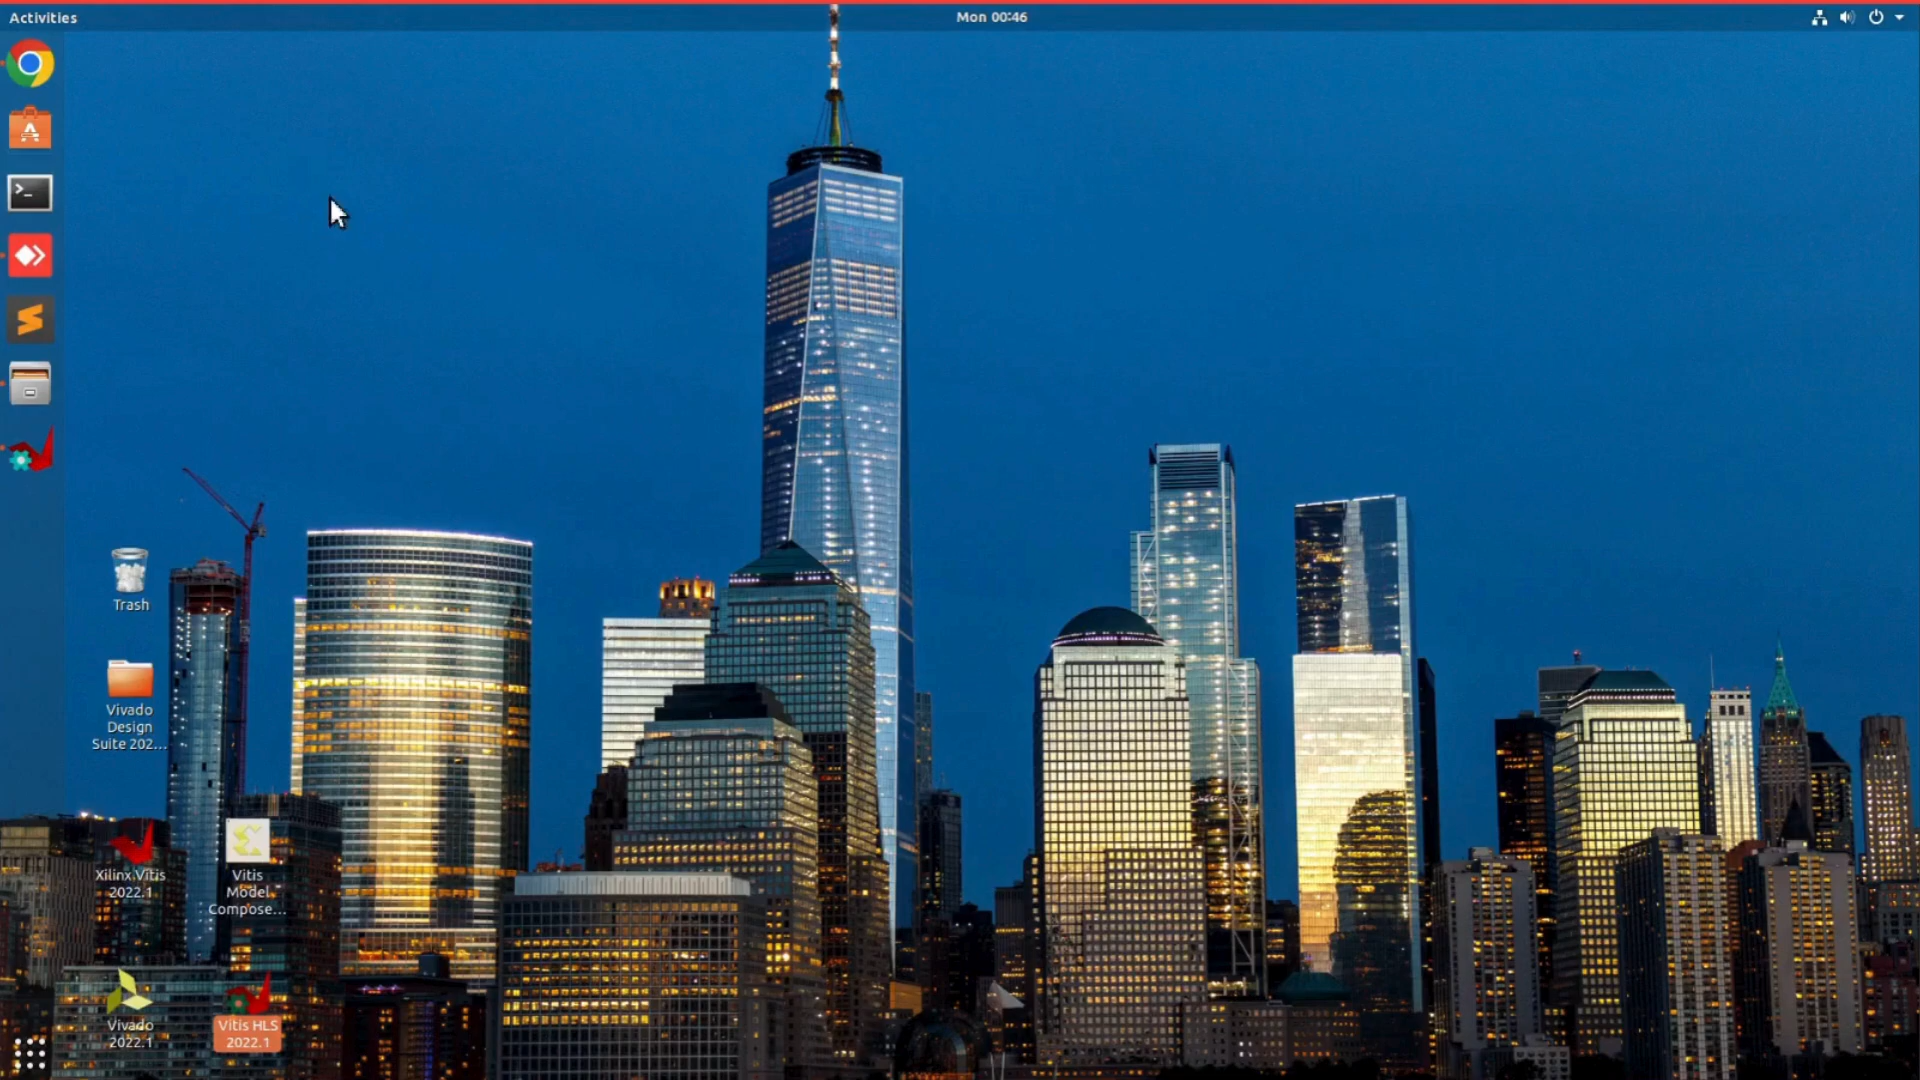 Activities
Mon 00:46
Trash
Vivado
Design
Suite 202...
Xilinx Vitis
2022.1
Vitis
Model
Compose...
Vivado
2022.1
Vitis HLS
2022.1